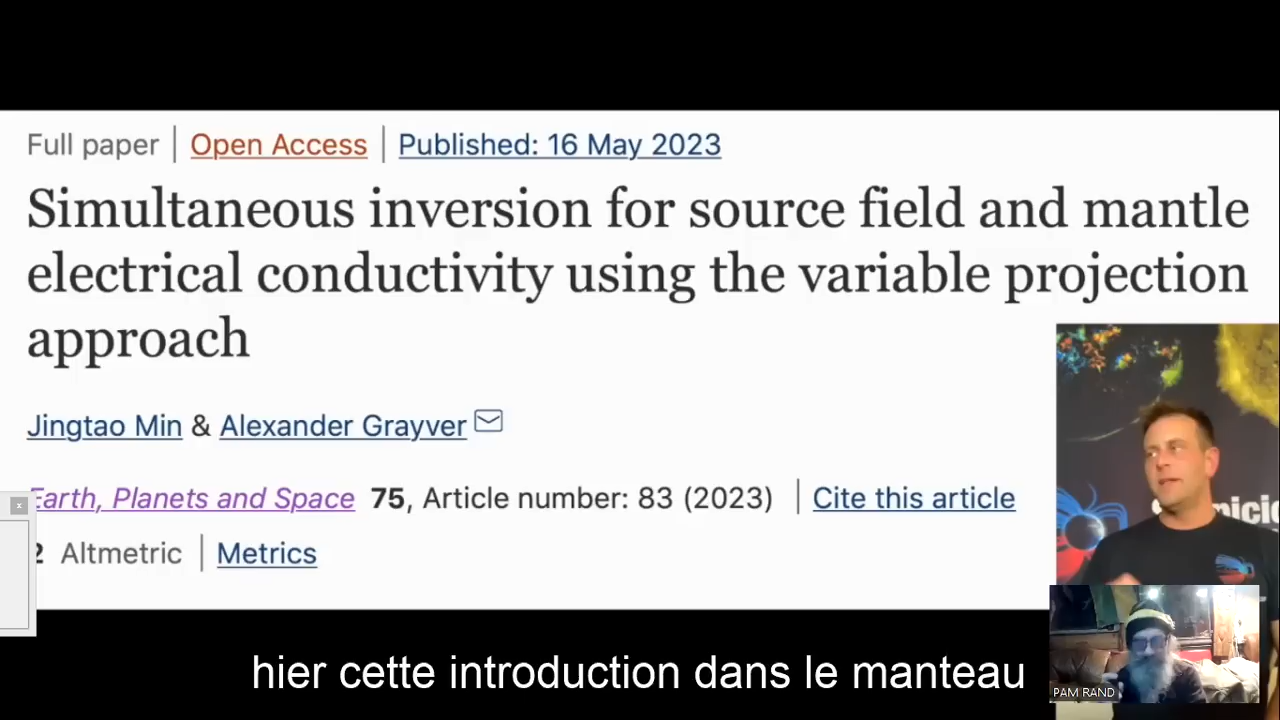 Full paper | Open Access | Published: 16 May 2023
Simultaneous inversion for source field and mantle
electrical conductivity using the variable projection
approach
Jingtao Min & Alexander Grayver
Earth, Planets and Space 75, Article number: 83 (2023) | Cite this article
2 Altmetric | Metrics
hier cette introduction dans le manteau
PAM RAND